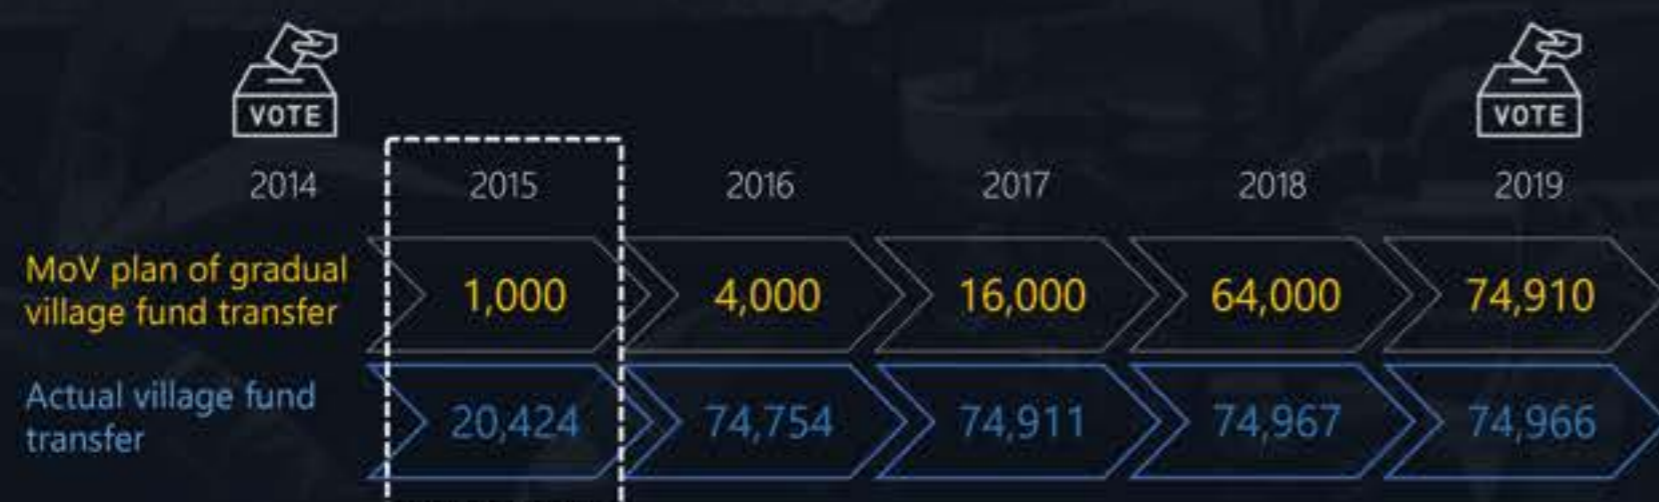 VOTE
VOTE
2014 2015 2016 2017 2018 2019
MoV plan of gradual
village fund transfer
1,000 4,000 16,000 64,000 74,910
Actual village fund
transfer
20,424 74,754 74,911 74,967 74,966